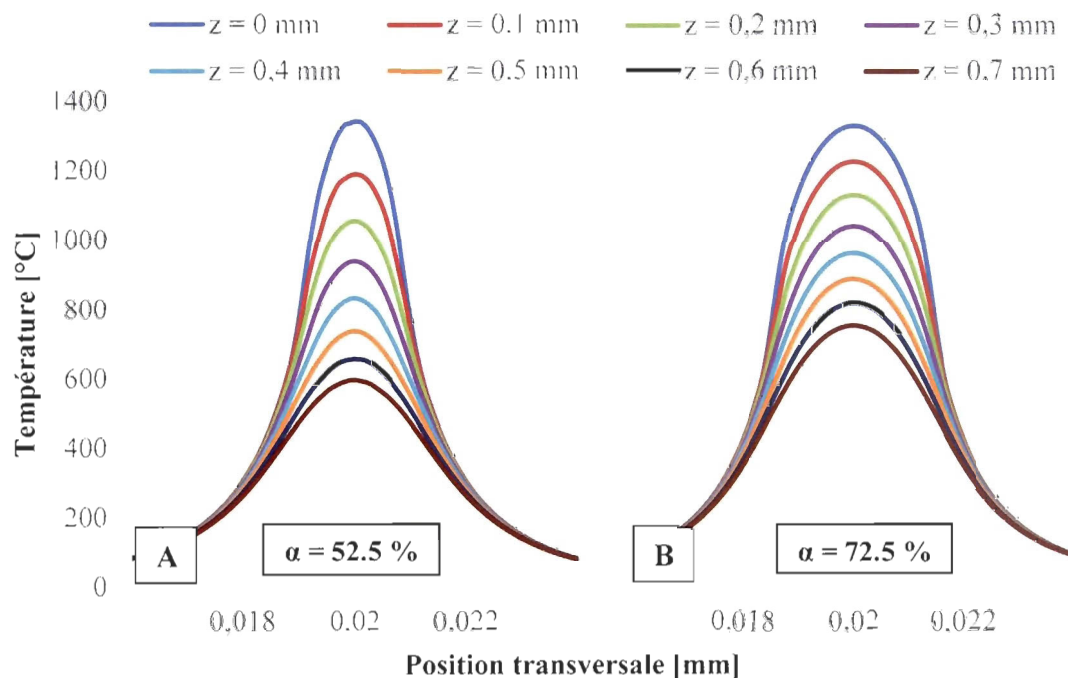 z = 0 mm z = 0.1 mm z = 0,2 mm z = 0,3 mm
z = 0,4 mm z = 0.5 mm z = 0,6 mm z = 0.7 mm
1400
1200
1000
800
600
400
200
0
Température [°C]
A α = 52.5 % B α = 72.5 %
0,018 0.02 0,022 0,018 0.02 0,022
Position transversale [mm]